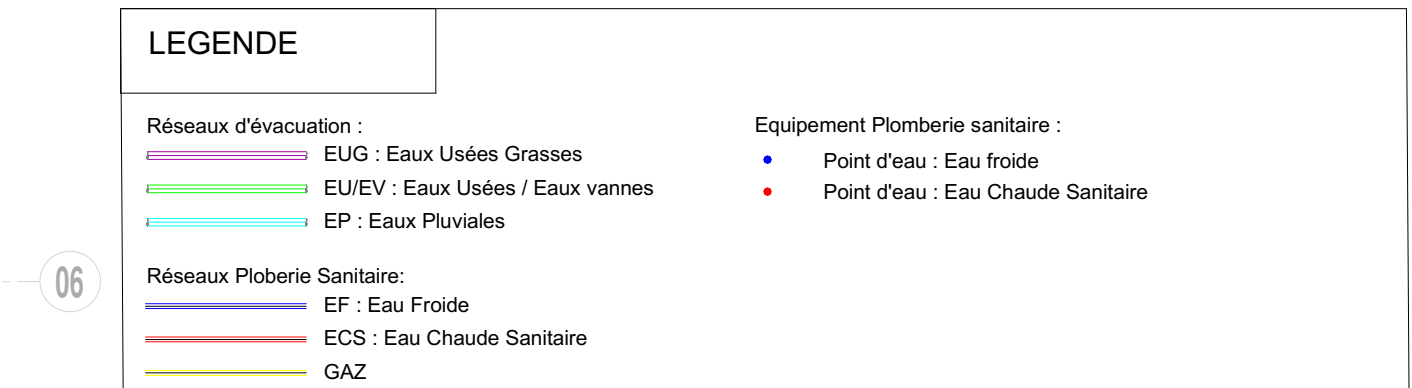 LEGENDE
Réseaux d'évacuation :
EUG : Eaux Usées Grasses
EU/EV : Eaux Usées / Eaux vannes
EP : Eaux Pluviales
Réseaux Ploberie Sanitaire:
EF : Eau Froide
ECS : Eau Chaude Sanitaire
GAZ
Equipement Plomberie sanitaire :
Point d'eau : Eau froide
Point d'eau : Eau Chaude Sanitaire
06